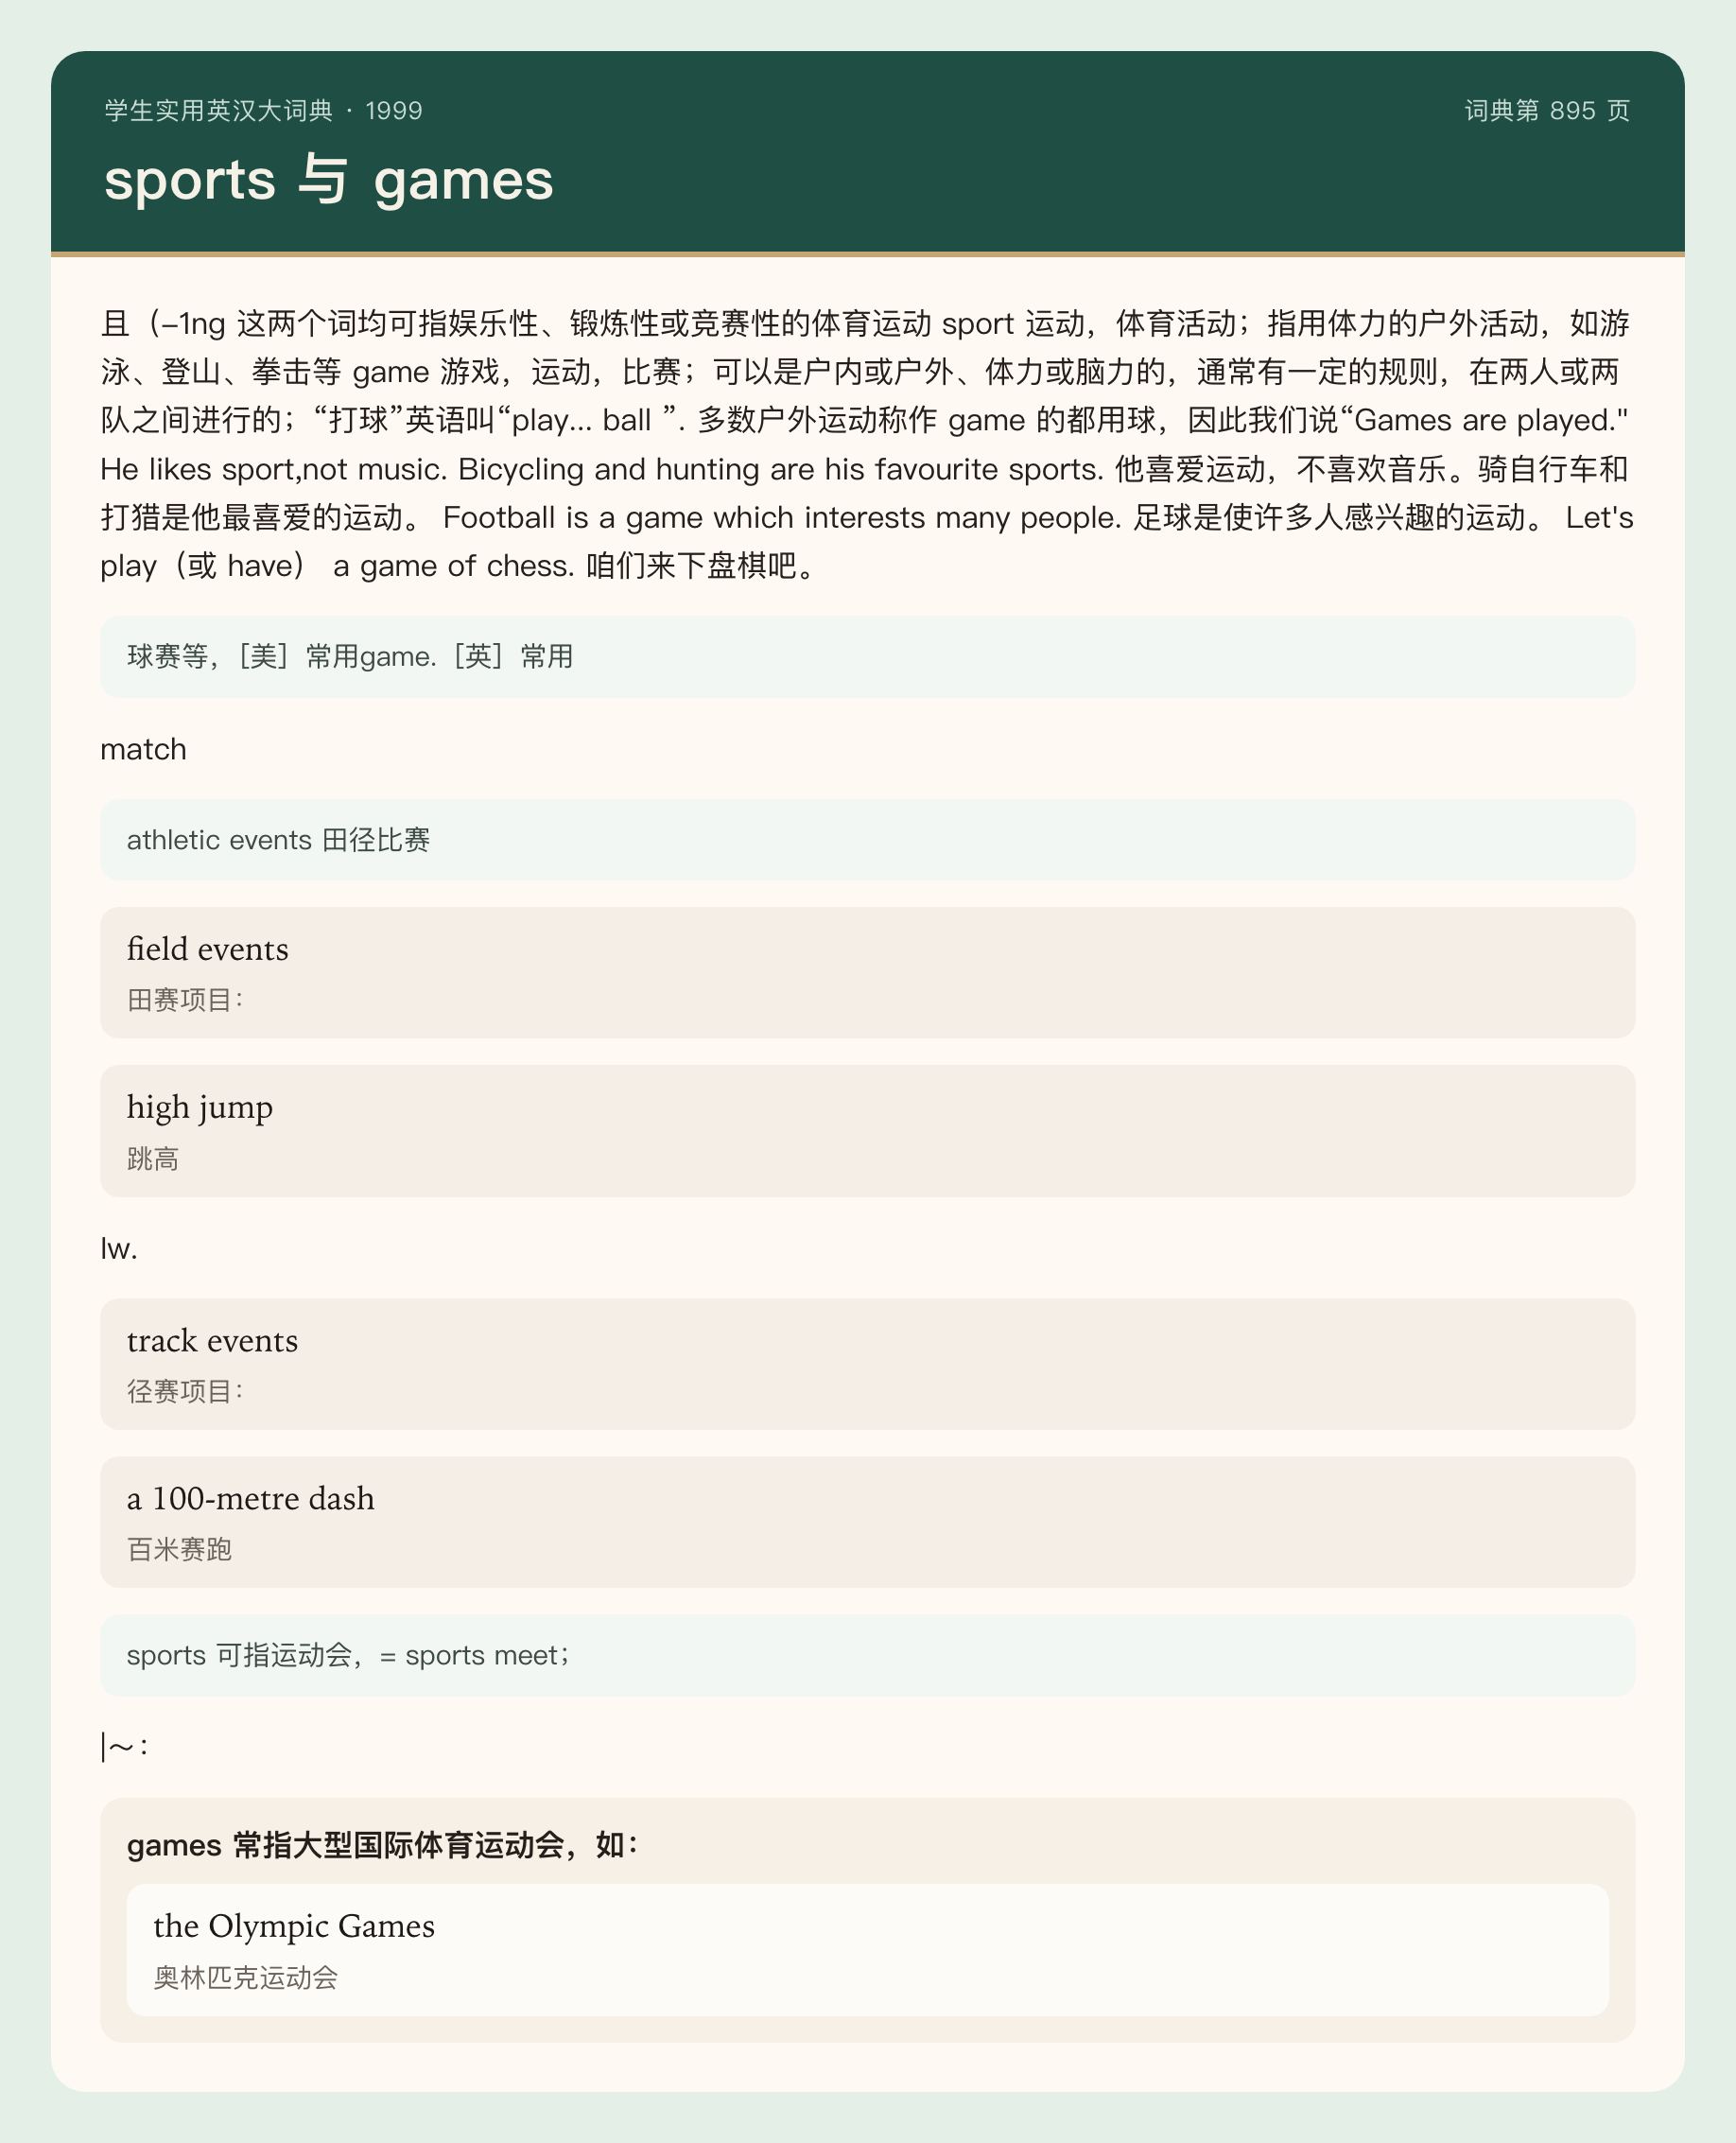 学生实用英汉大词典 · 1999
词典第 895 页
sports 与 games
且（–1ng 这两个词均可指娱乐性、锻炼性或竞赛性的体育运动 sport 运动，体育活动；指用体力的户外活动，如游
泳、登山、拳击等 game 游戏，运动，比赛；可以是户内或户外、体力或脑力的，通常有一定的规则，在两人或两
队之间进行的；“打球”英语叫“play... ball ”. 多数户外运动称作 game 的都用球，因此我们说“Games are played."
He likes sport,not music. Bicycling and hunting are his favourite sports. 他喜爱运动，不喜欢音乐。骑自行车和
打猎是他最喜爱的运动。 Football is a game which interests many people. 足球是使许多人感兴趣的运动。 Let's
play（或 have） a game of chess. 咱们来下盘棋吧。
球赛等，［美］常用game.［英］常用
match
athletic events 田径比赛
field events
田赛项目：
high jump
跳高
lw.
track events
径赛项目：
a 100-metre dash
百米赛跑
sports 可指运动会，= sports meet；
|～：
games 常指大型国际体育运动会，如：
the Olympic Games
奥林匹克运动会